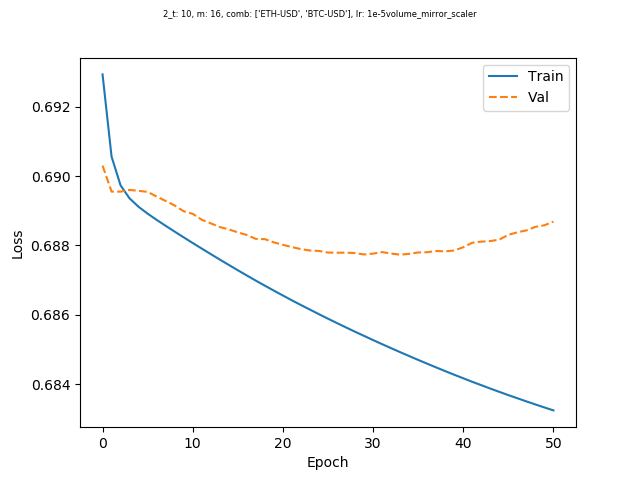 2_t: 10, m: 16, comb: ['ETH-USD', 'BTC-USD'], lr: 1e-5volume_mirror_scaler
Train
Val
0.692
0.690
0.688
0.686
0.684
Loss
0 10 20 30 40 50
Epoch